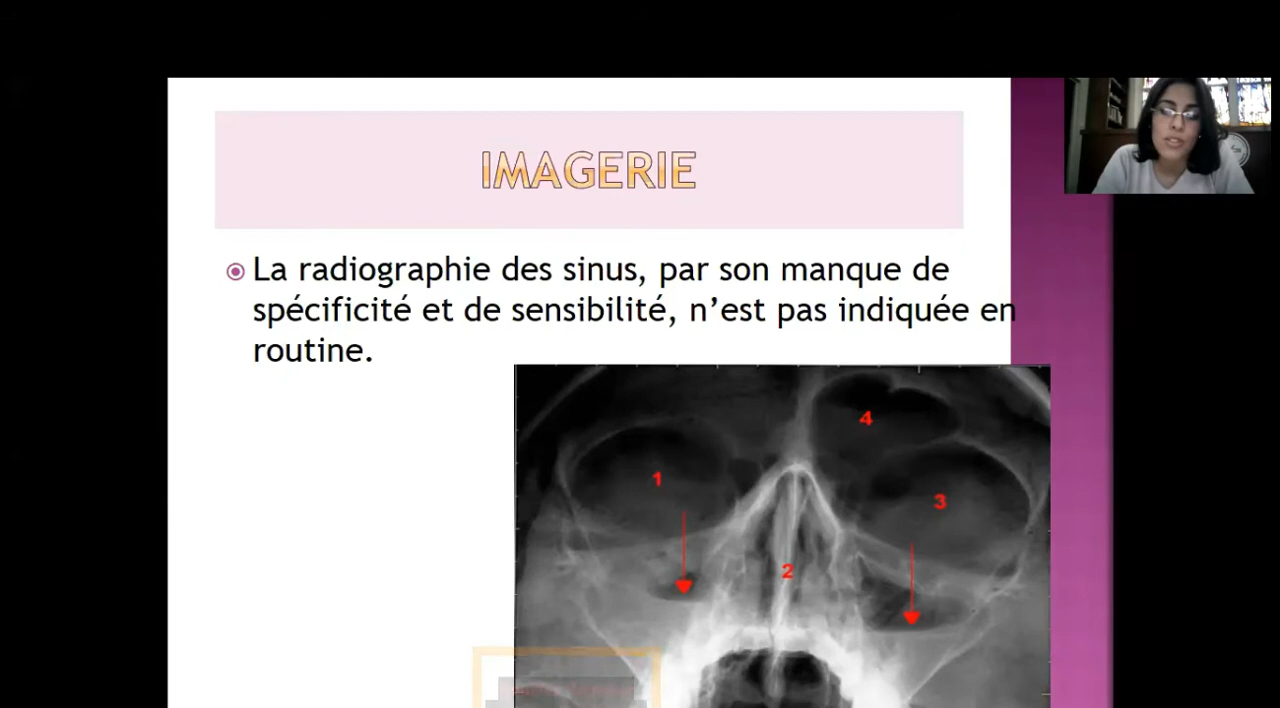 IMAGERIE
La radiographie des sinus, par son manque de
spécificité et de sensibilité, n’est pas indiquée en
routine.
4
1
3
2